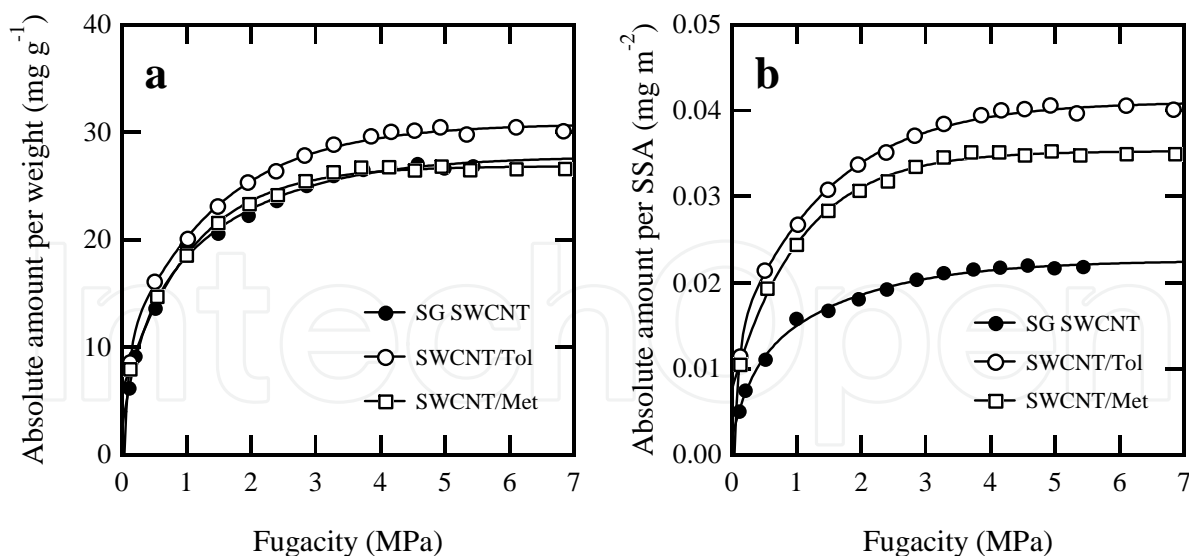 a
Absolute amount per weight (mg g⁻¹)
40
30
20
10
0
0 1 2 3 4 5 6 7
Fugacity (MPa)
SG SWCNT
SWCNT/Tol
SWCNT/Met
b
Absolute amount per SSA (mg m⁻²)
0.05
0.04
0.03
0.02
0.01
0.00
0 1 2 3 4 5 6 7
Fugacity (MPa)
SG SWCNT
SWCNT/Tol
SWCNT/Met
IntechOpen